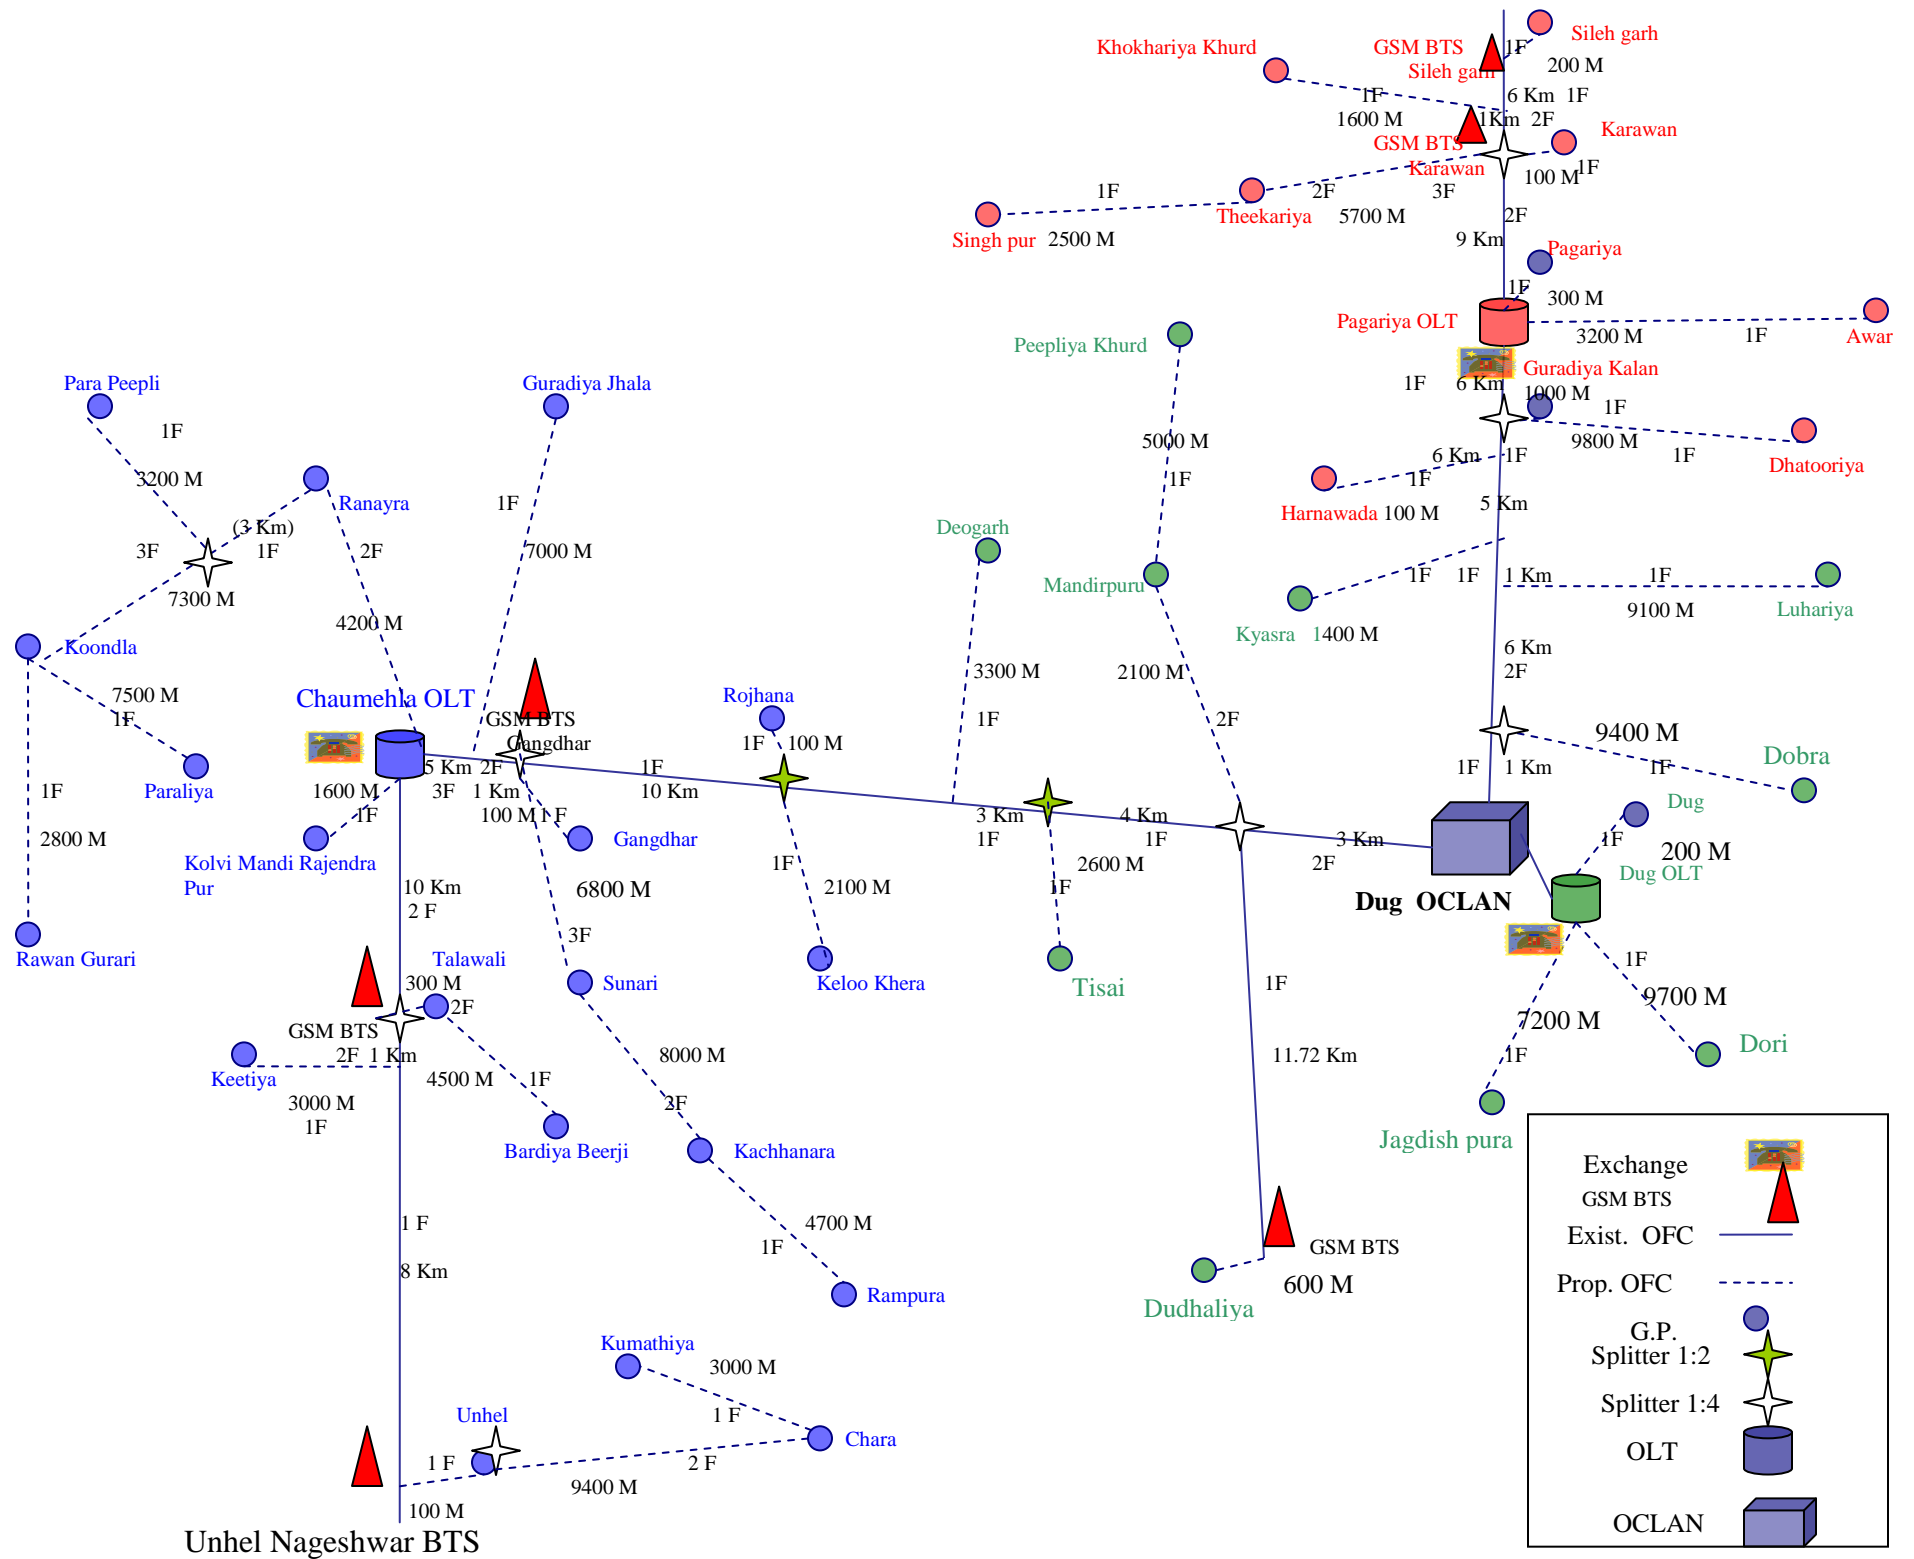 Sileh garh
Khokhariya Khurd
GSM BTS
1F
Sileh garh
200 M
1F
6 Km 1F
1600 M
1Km 2F
Karawan
GSM BTS
Karawan
100 M
1F
1F
2F
3F
Theekariya
5700 M
2F
Singh pur
2500 M
9 Km
Pagariya
1F
300 M
Pagariya OLT
3200 M
1F
Awar
Peepliya Khurd
Guradiya Kalan
1F
6 Km
1000 M
1F
Para Peepli
Guradiya Jhala
1F
5000 M
9800 M
6 Km
1F
1F
Dhatooriya
3200 M
1F
1F
Ranayra
1F
Harnawada 100 M
5 Km
(3 Km)
Deogarh
3F
1F
2F
7000 M
Mandirpuru
1F
1F
1 Km
1F
7300 M
Luhariya
9100 M
4200 M
Kyasra 1400 M
Koondla
6 Km
3300 M
2100 M
2F
7500 M
Chaumehla OLT
Rojhana
1F
GSM BTS
1F
2F
9400 M
Gangdhar
1F
100 M
Dobra
5 Km 2F
1F
1F
1 Km
1F
1F
Paraliya
1600 M
3F
1 Km
10 Km
Dug
1F
100 M 1 F
3 Km
4 Km
2800 M
Gangdhar
1F
1F
3 Km
1F
200 M
Kolvi Mandi Rajendra
Pur
1F
2600 M
2F
Dug OLT
10 Km
6800 M
2100 M
1F
Dug OCLAN
2 F
3F
Rawan Gurari
Talawali
1F
300 M
Sunari
Keloo Khera
Tisai
1F
9700 M
2F
7200 M
GSM BTS
2F 1 Km
8000 M
11.72 Km
1F
Dori
Keetiya
4500 M
1F
3000 M
2F
1F
Jagdish pura
Bardiya Beerji
Kachhanara
1 F
4700 M
1F
GSM BTS
8 Km
600 M
Rampura
Dudhaliya
Kumathiya
3000 M
Unhel
1 F
Chara
1 F
2 F
9400 M
100 M
Unhel Nageshwar BTS
Exchange
GSM BTS
Exist. OFC
Prop. OFC
G.P.
Splitter 1:2
Splitter 1:4
OLT
OCLAN